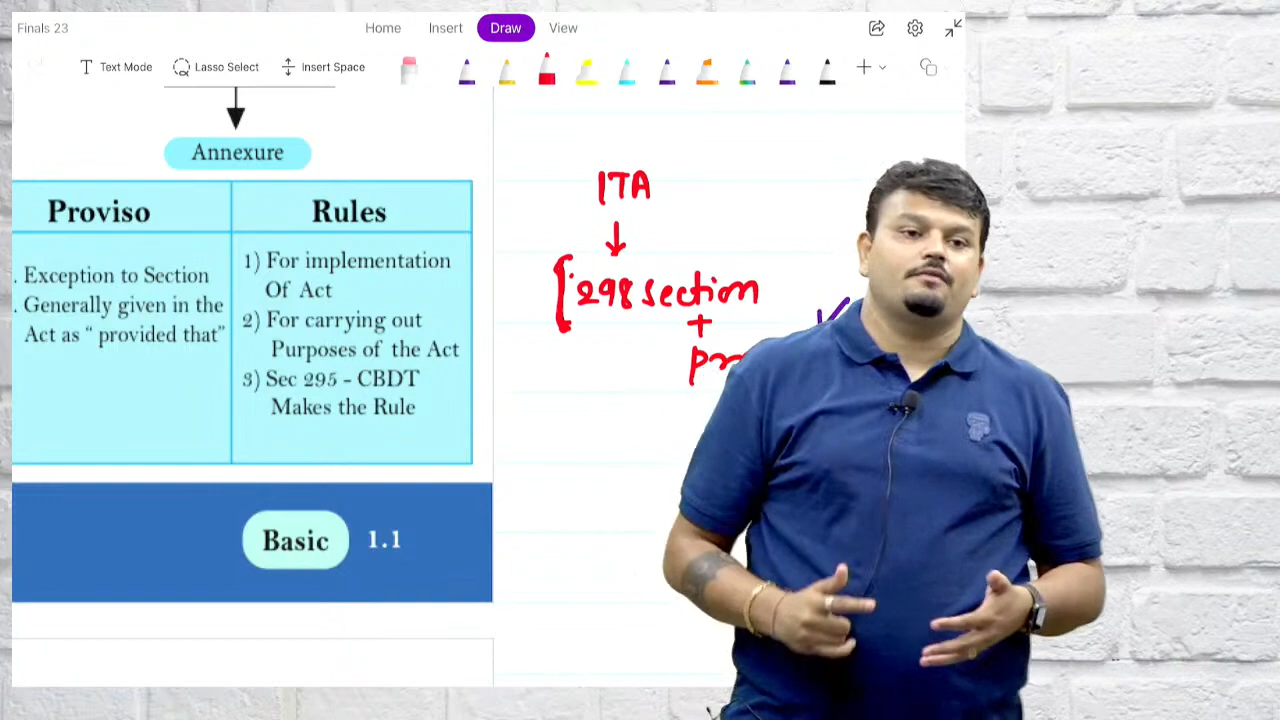 Finals 23
Home Insert Draw View
Text Mode Lasso Select Insert Space
Annexure
Proviso
Exception to Section
Generally given in the
Act as “ provided that”
Rules
1) For implementation
Of Act
2) For carrying out
Purposes of the Act
3) Sec 295 - CBDT
Makes the Rule
Basic 1.1
ITA
298 section
+